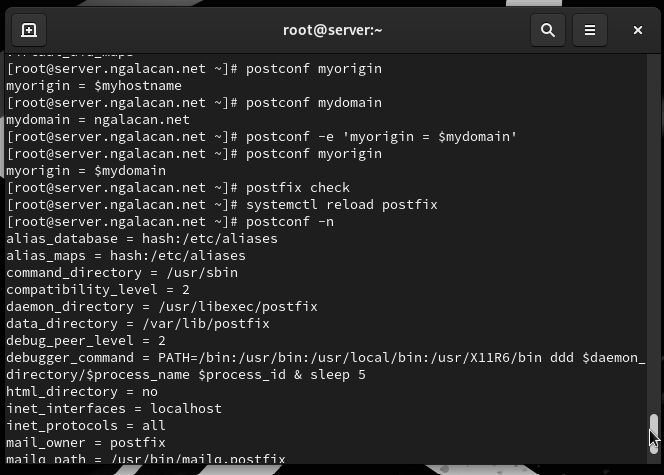 root@server:~
[root@server.ngalacan.net ~]# postconf myorigin
myorigin = $myhostname
[root@server.ngalacan.net ~]# postconf mydomain
mydomain = ngalacan.net
[root@server.ngalacan.net ~]# postconf -e 'myorigin = $mydomain'
[root@server.ngalacan.net ~]# postconf myorigin
myorigin = $mydomain
[root@server.ngalacan.net ~]# postfix check
[root@server.ngalacan.net ~]# systemctl reload postfix
[root@server.ngalacan.net ~]# postconf -n
alias_database = hash:/etc/aliases
alias_maps = hash:/etc/aliases
command_directory = /usr/sbin
compatibility_level = 2
daemon_directory = /usr/libexec/postfix
data_directory = /var/lib/postfix
debug_peer_level = 2
debugger_command = PATH=/bin:/usr/bin:/usr/local/bin:/usr/X11R6/bin ddd $daemon_
directory/$process_name $process_id & sleep 5
html_directory = no
inet_interfaces = localhost
inet_protocols = all
mail_owner = postfix
mailq_path = /usr/bin/mailq.postfix